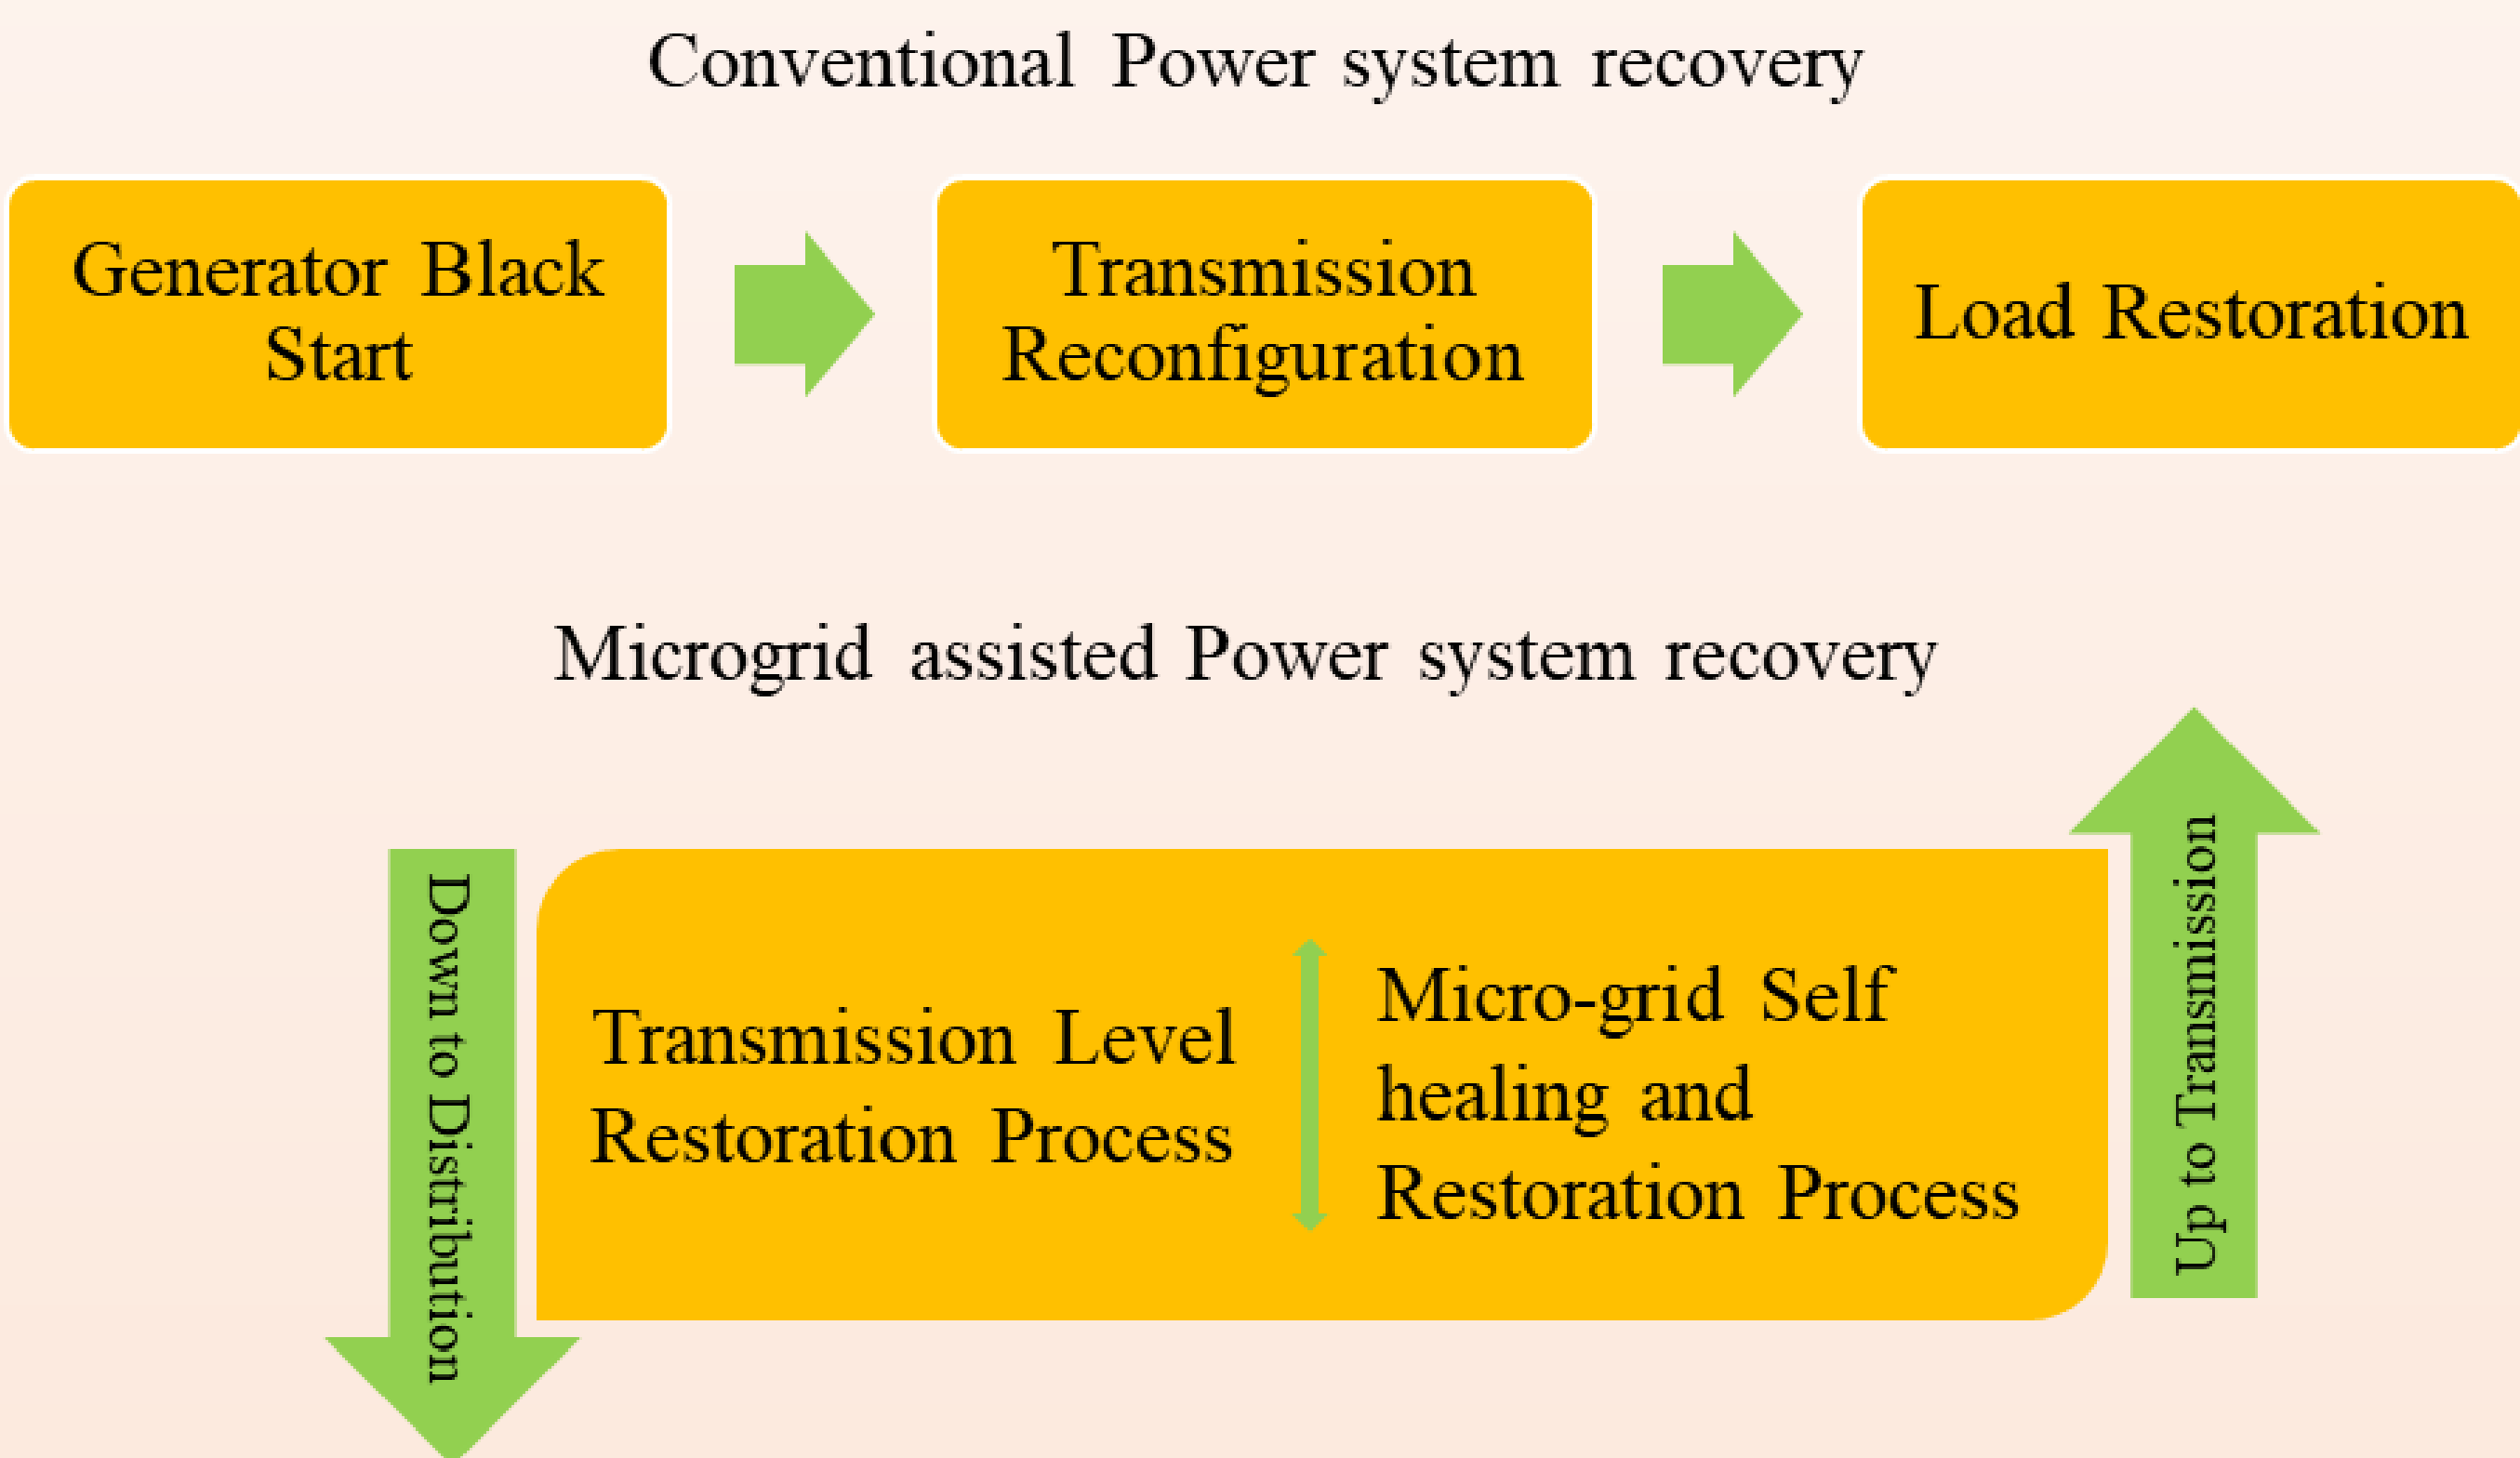 Conventional Power system recovery
Generator Black
Start
Transmission
Reconfiguration
Load Restoration
Microgrid assisted Power system recovery
Down to Distribution
Transmission Level
Restoration Process
Micro-grid Self
healing and
Restoration Process
Up to Transmission